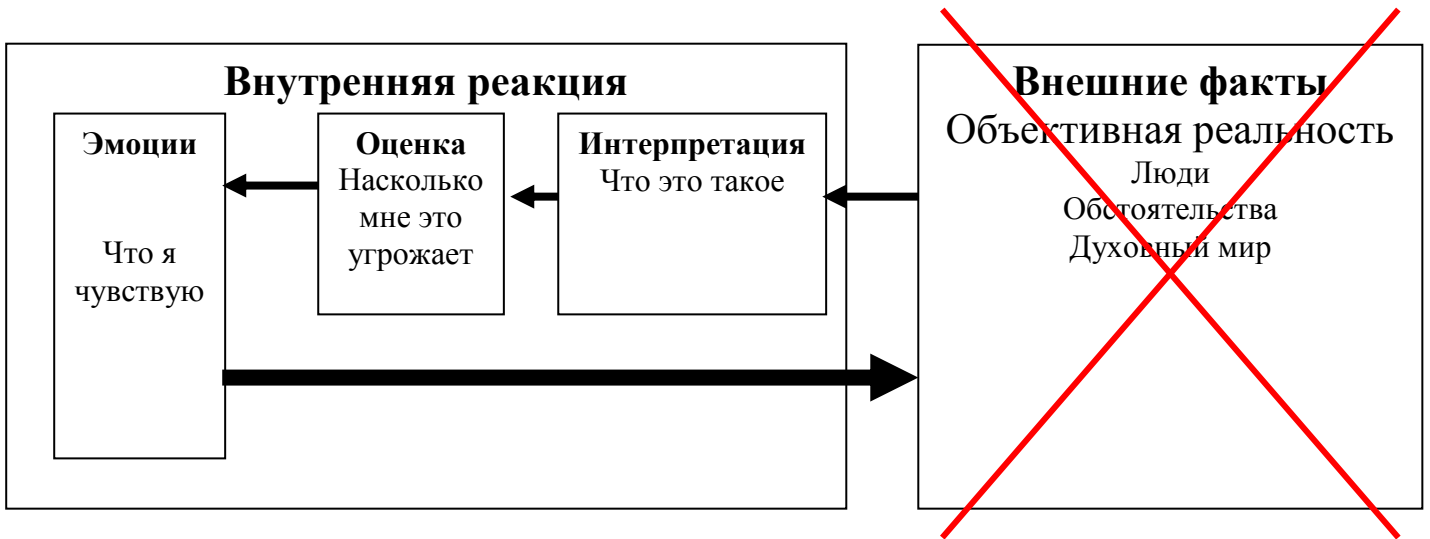 Внутренняя реакция
Эмоции
Что я
чувствую
Оценка
Насколько
мне это
угрожает
Интерпретация
Что это такое
Внешние факты
Объективная реальность
Люди
Обстоятельства
Духовный мир